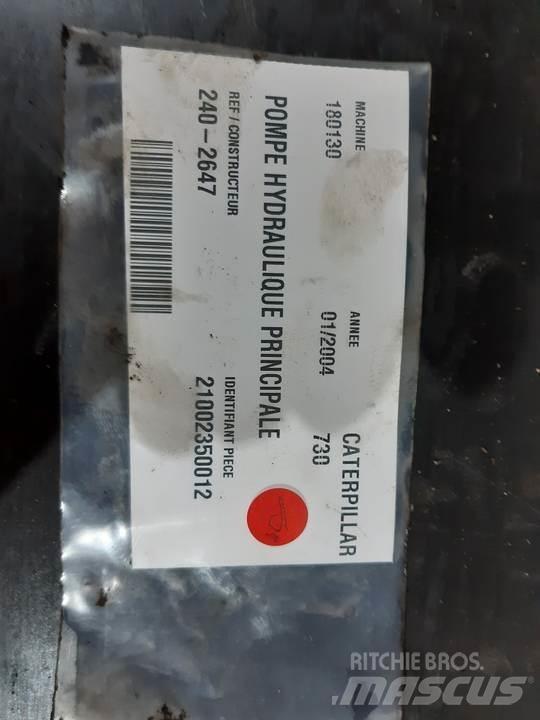 MACHINE ANNEE CATERPILLAR
180130 01/2004 730
POMPE HYDRAULIQUE PRINCIPALE
REF / CONSTRUCTEUR IDENTIFIANT PIECE
240-2647 21002350012
RITCHIE BROS.
MASCUS